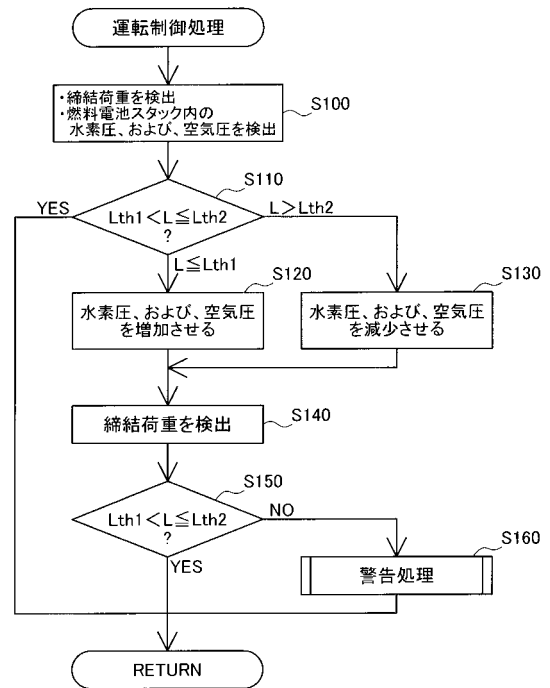 運転制御処理
・締結荷重を検出
・燃料電池スタック内の
水素圧、および、空気圧を検出
S100
S110
YES
Lth1<L≦Lth2
?
L>Lth2
L≦Lth1
S120
水素圧、および、空気圧
を増加させる
S130
水素圧、および、空気圧
を減少させる
締結荷重を検出
S140
S150
Lth1<L≦Lth2
?
NO
YES
S160
警告処理
RETURN